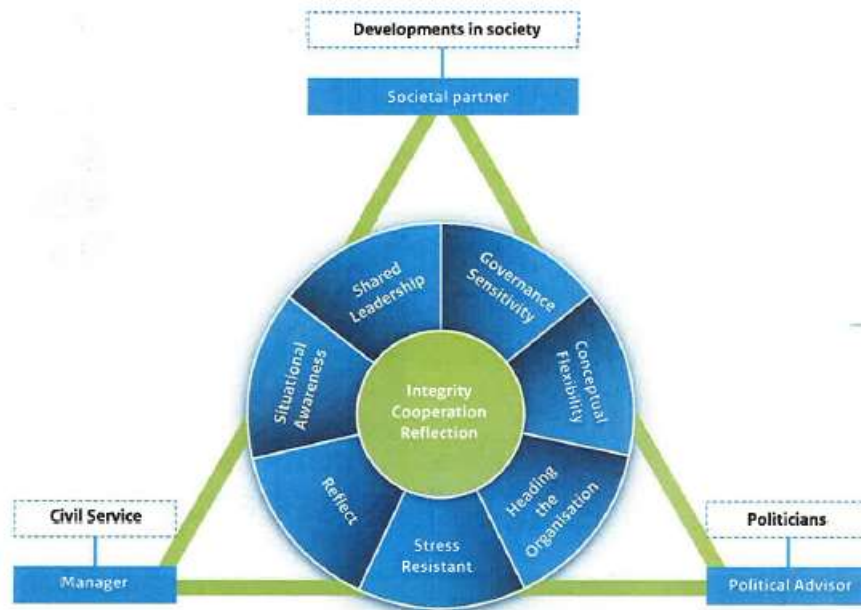 Developments in society
Societal partner
Shared
Leadership
Governance
Sensitivity
Situational
Awareness
Conceptual
Flexibility
Integrity
Cooperation
Reflection
Reflect
Heading
the
Organisation
Stress
Resistant
Civil Service
Manager
Politicians
Political Advisor